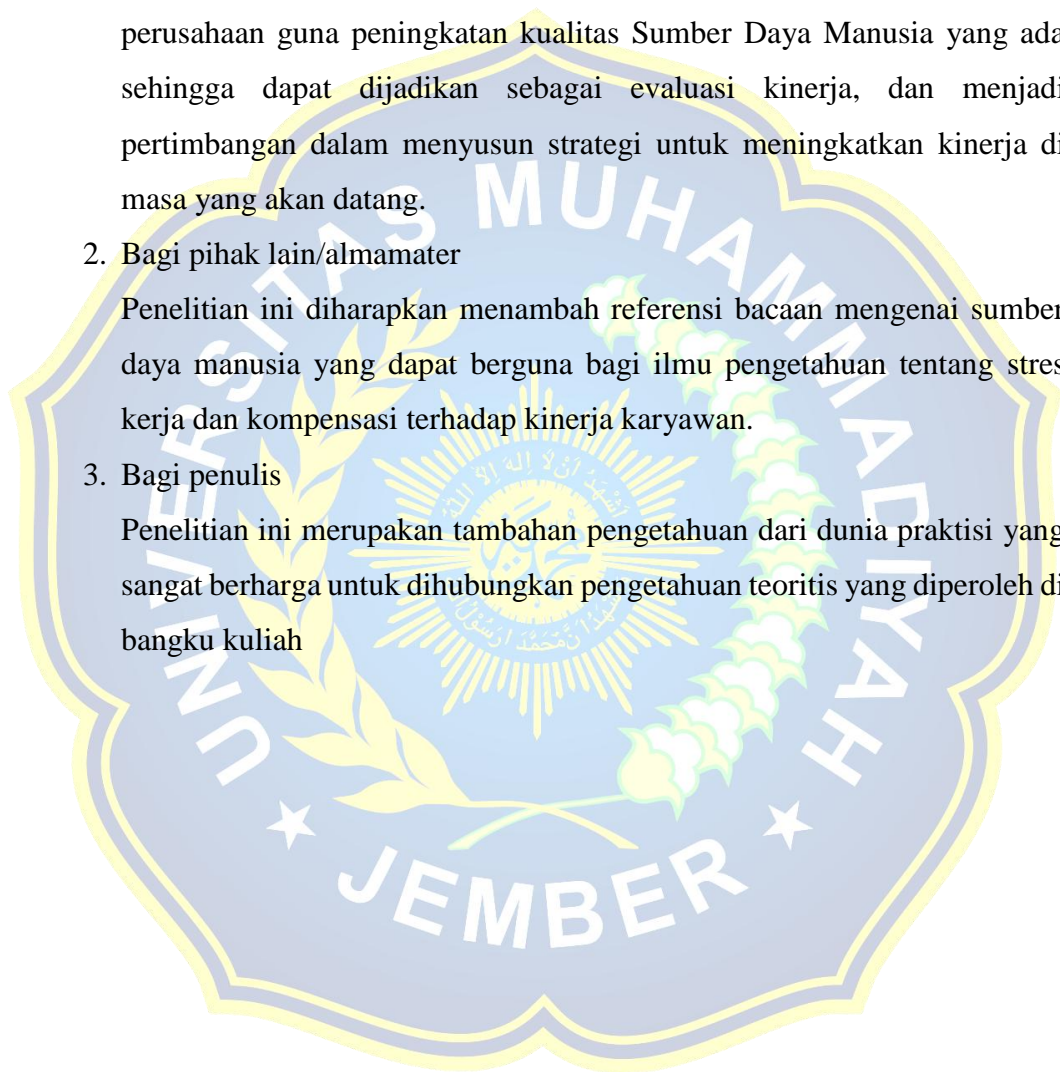 perusahaan guna peningkatan kualitas Sumber Daya Manusia yang ada
sehingga dapat dijadikan sebagai evaluasi kinerja, dan menjadi
pertimbangan dalam menyusun strategi untuk meningkatkan kinerja di
masa yang akan datang.
2. Bagi pihak lain/almamater
Penelitian ini diharapkan menambah referensi bacaan mengenai sumber
daya manusia yang dapat berguna bagi ilmu pengetahuan tentang stres
kerja dan kompensasi terhadap kinerja karyawan.
3. Bagi penulis
Penelitian ini merupakan tambahan pengetahuan dari dunia praktisi yang
sangat berharga untuk dihubungkan pengetahuan teoritis yang diperoleh di
bangku kuliah
UNIVERSITAS MUHAMMADIYAH
JEMBER